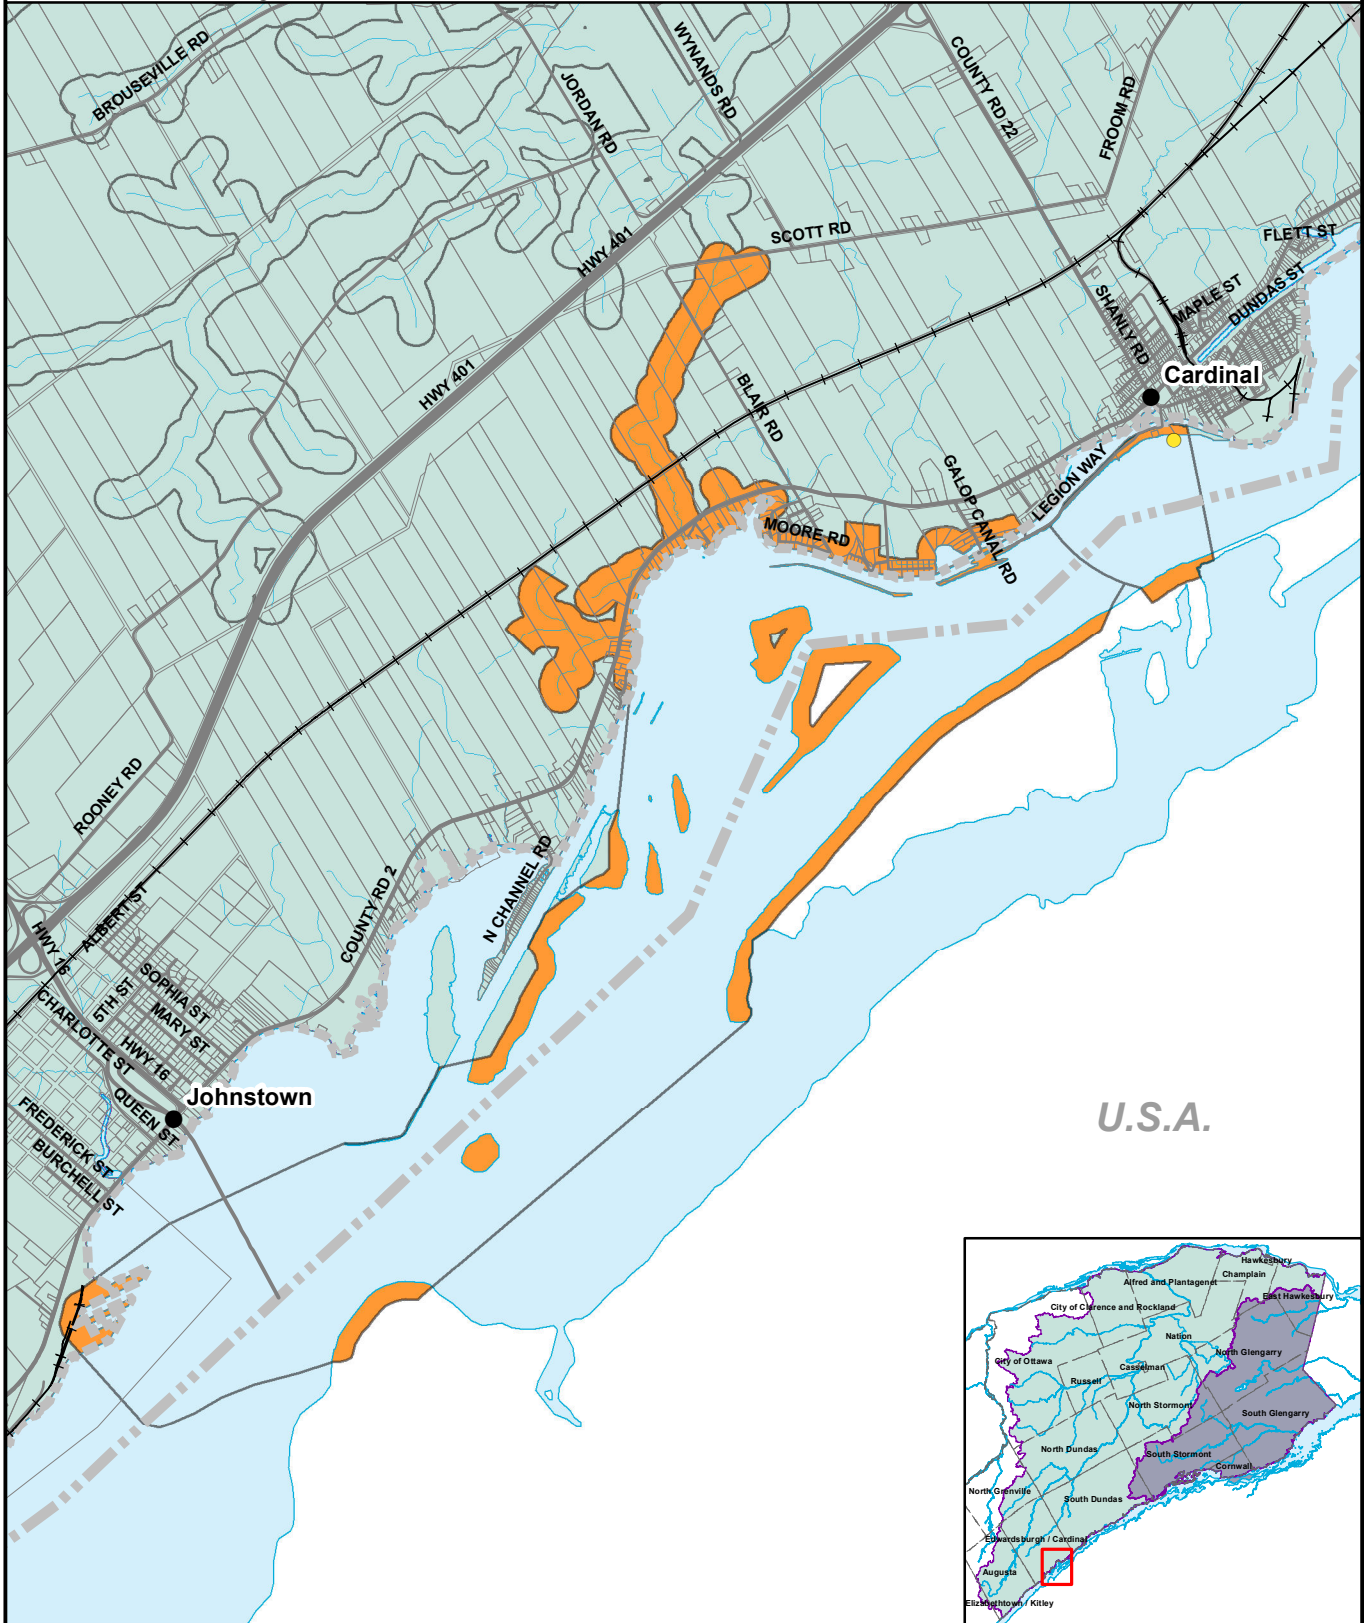 BROUSEVILLE RD
JORDAN RD
WYNANDS RD
COUNTY RD 22
FROOM RD
HWY 401
SCOTT RD
FLETT ST
HWY 401
SHANLY RD
MAPLE ST
DUNDAS ST
Cardinal
BLAIR RD
LEGION WAY
GALOP CANAL RD
MOORE RD
ROONEY RD
N CHANNEL RD
COUNTY RD 2
ALBERT ST
HWY 16
SOPHIA ST
5TH ST
MARY ST
CHARLOTTE ST
HWY 16
Johnstown
QUEEN ST
FREDERICK ST
BURCHELL ST
U.S.A.
Hawkesbury
Champlain
Alfred and Plantagenet
East Hawkesbury
City of Clarence and Rockland
Nation
North Glengarry
City of Ottawa
Casselman
Russell
North Stormont
South Glengarry
North Dundas
South Stormont
Cornwall
North Grenville
South Dundas
Edwardsburgh / Cardinal
Augusta
Elizabethtown / Kitley